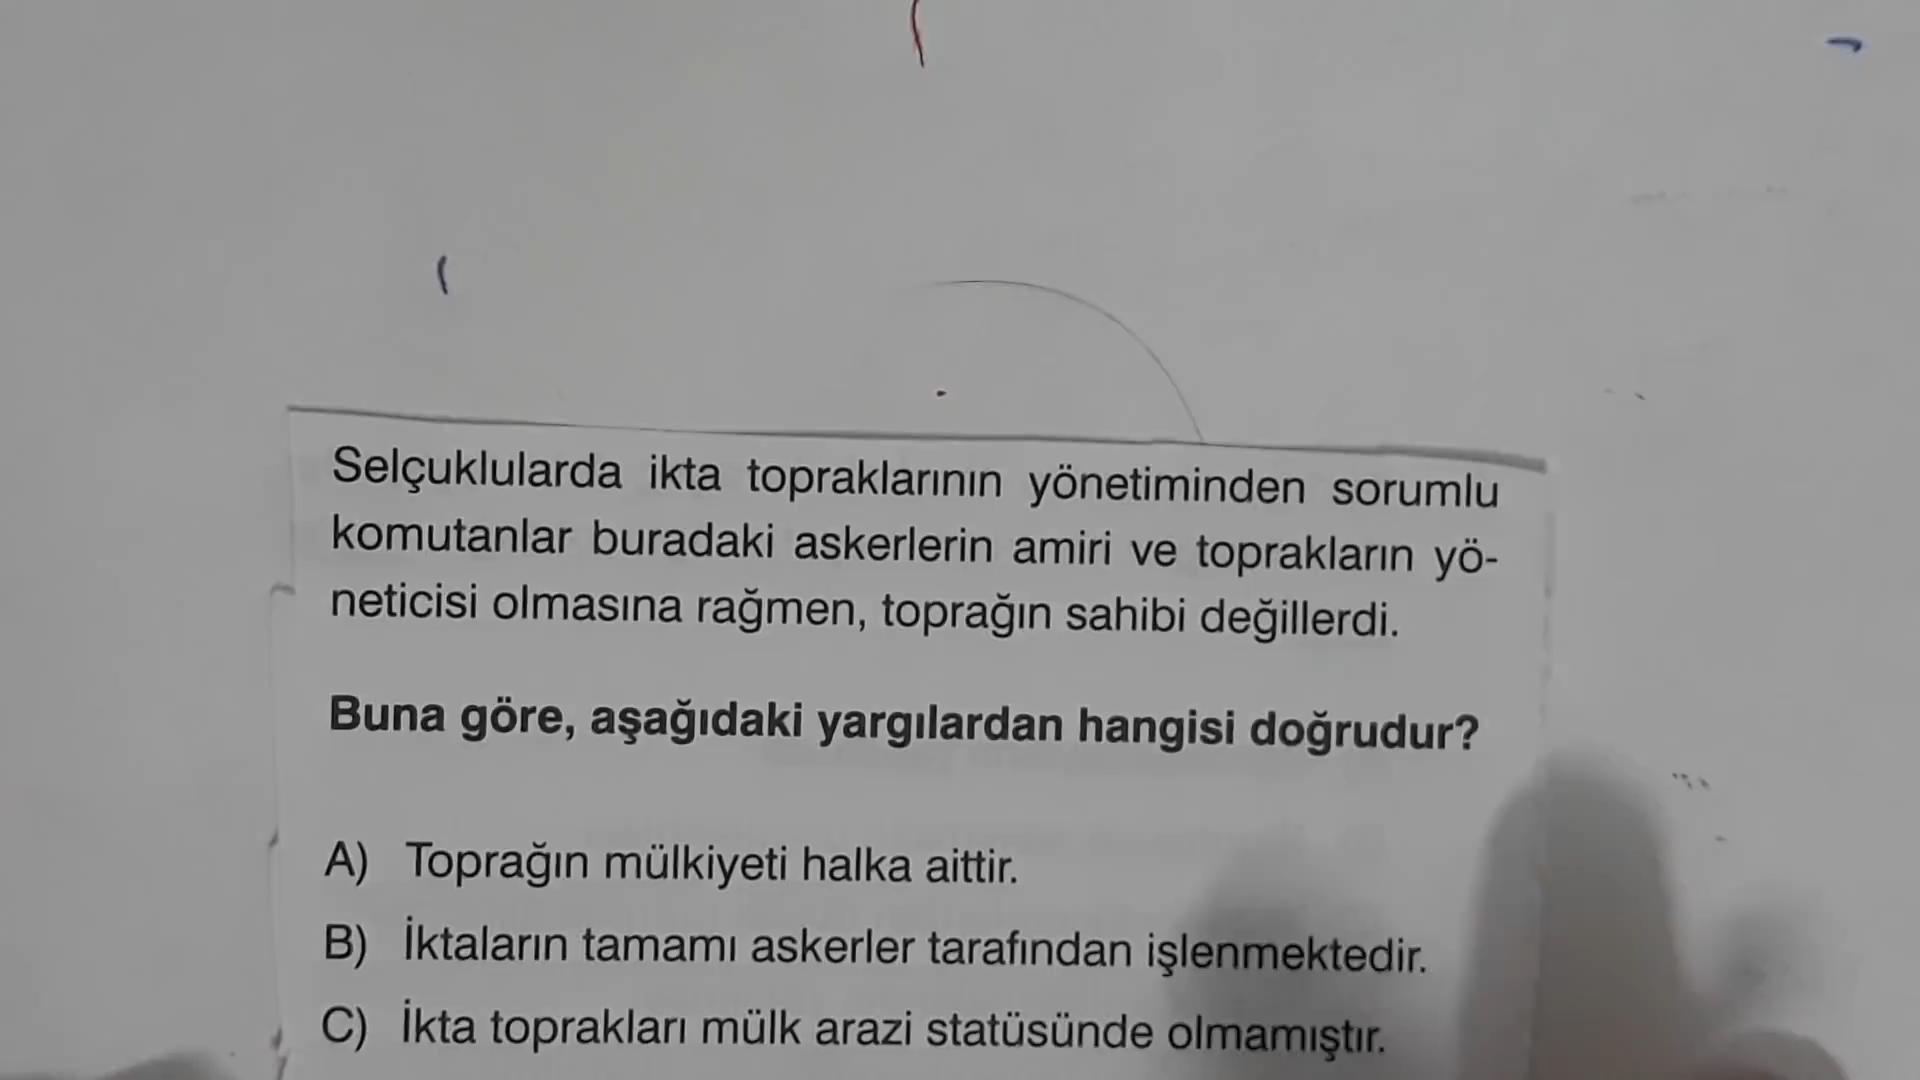 Selçuklularda ikta topraklarının yönetiminden sorumlu
komutanlar buradaki askerlerin amiri ve toprakların yö-
neticisi olmasına rağmen, toprağın sahibi değillerdi.
Buna göre, aşağıdaki yargılardan hangisi doğrudur?
A) Toprağın mülkiyeti halka aittir.
B) İktaların tamamı askerler tarafından işlenmektedir.
C) İkta toprakları mülk arazi statüsünde olmamıştır.